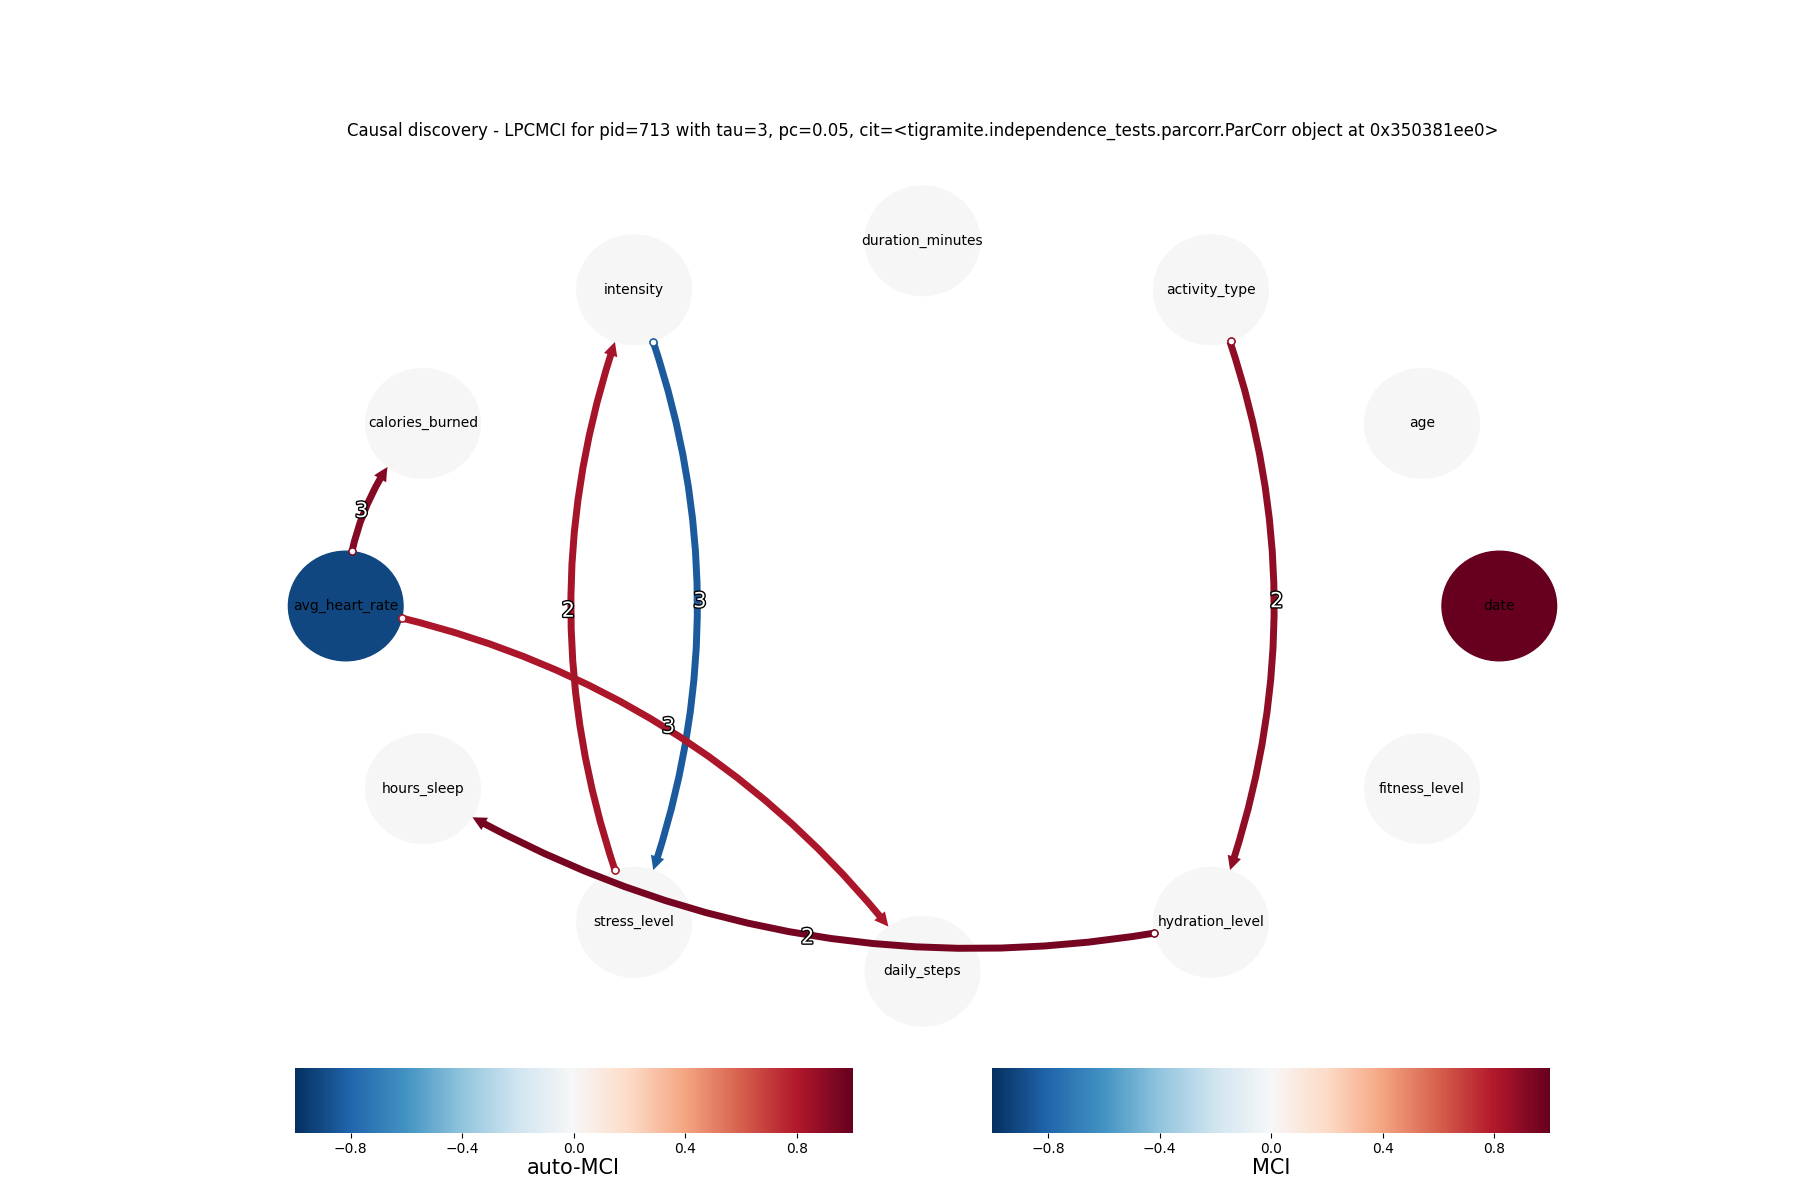 Causal discovery - LPCMCI for pid=713 with tau=3, pc=0.05, cit=<tigramite.independence_tests.parcorr.ParCorr object at 0x350381ee0>
duration_minutes
intensity
activity_type
calories_burned
age
3
avg_heart_rate
date
2
3
2
3
hours_sleep
fitness_level
stress_level
hydration_level
2
daily_steps
−0.8 −0.4 0.0 0.4 0.8
auto-MCI
−0.8 −0.4 0.0 0.4 0.8
MCI